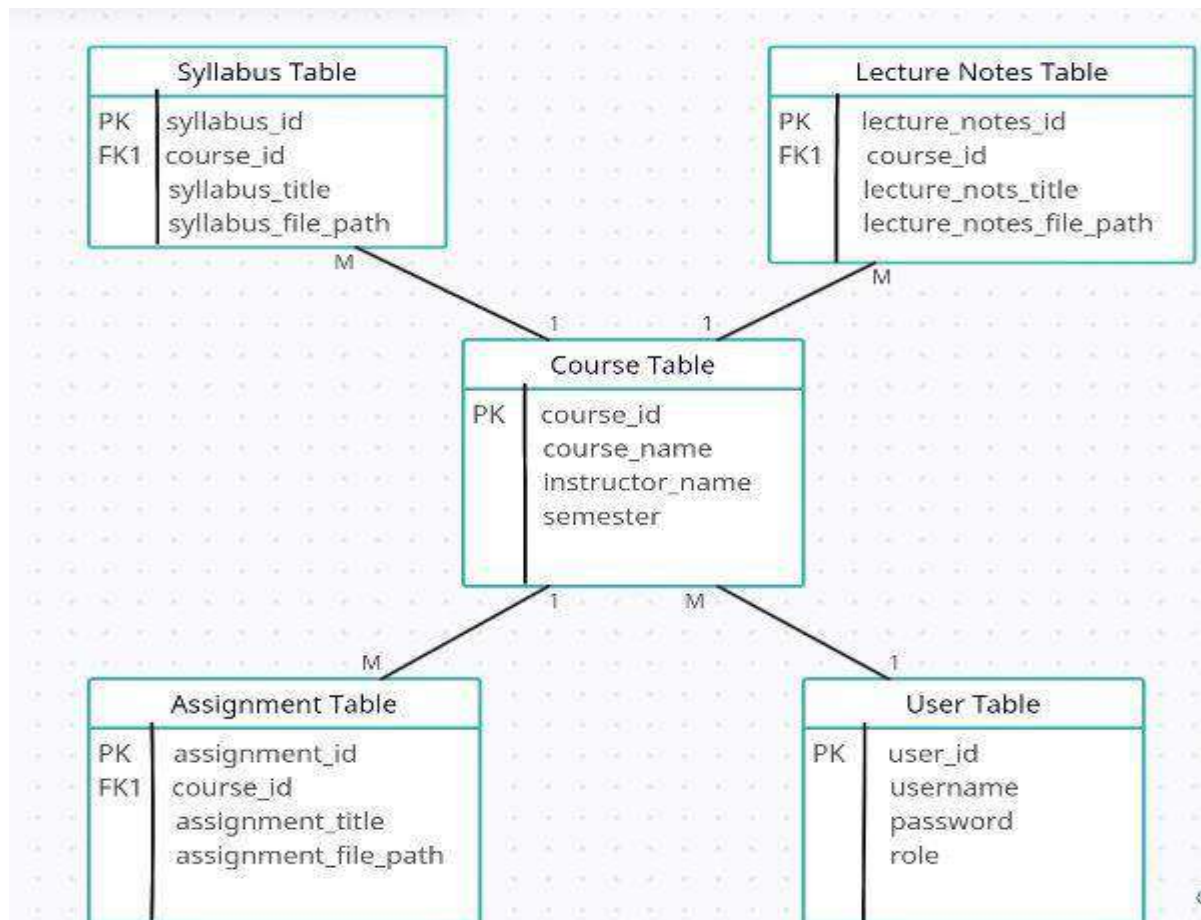 Syllabus Table
PK syllabus_id
FK1 course_id
syllabus_title
syllabus_file_path
M
Lecture Notes Table
PK lecture_notes_id
FK1 course_id
lecture_nots_title
lecture_notes_file_path
M
1
1
Course Table
PK course_id
course_name
instructor_name
semester
1
M
M
1
Assignment Table
PK assignment_id
FK1 course_id
assignment_title
assignment_file_path
User Table
PK user_id
username
password
role